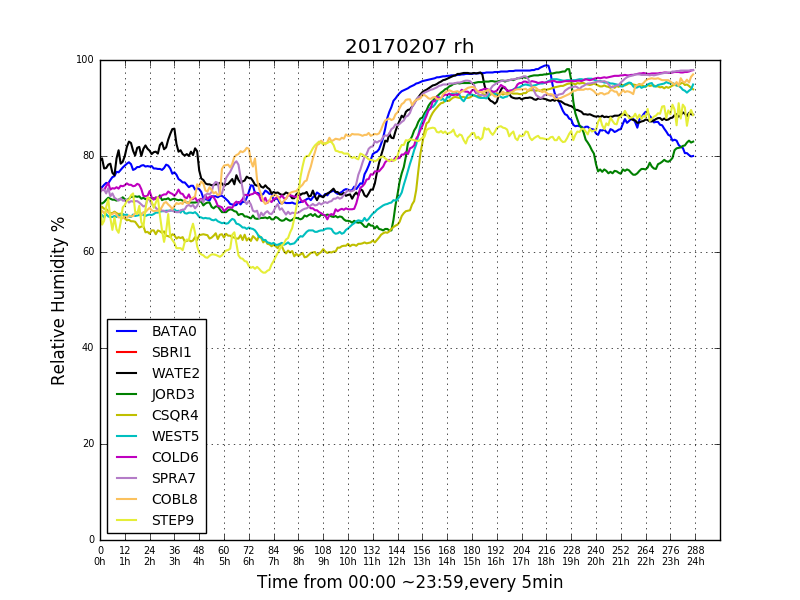 20170207 rh
Relative Humidity %
100
80
60
40
20
0
BATA0
SBRI1
WATE2
JORD3
CSQR4
WEST5
COLD6
SPRA7
COBL8
STEP9
0 12 24 36 48 60 72 84 96 108 120 132 144 156 168 180 192 204 216 228 240 252 264 276 288
0h 1h 2h 3h 4h 5h 6h 7h 8h 9h 10h 11h 12h 13h 14h 15h 16h 17h 18h 19h 20h 21h 22h 23h 24h
Time from 00:00 ~23:59,every 5min